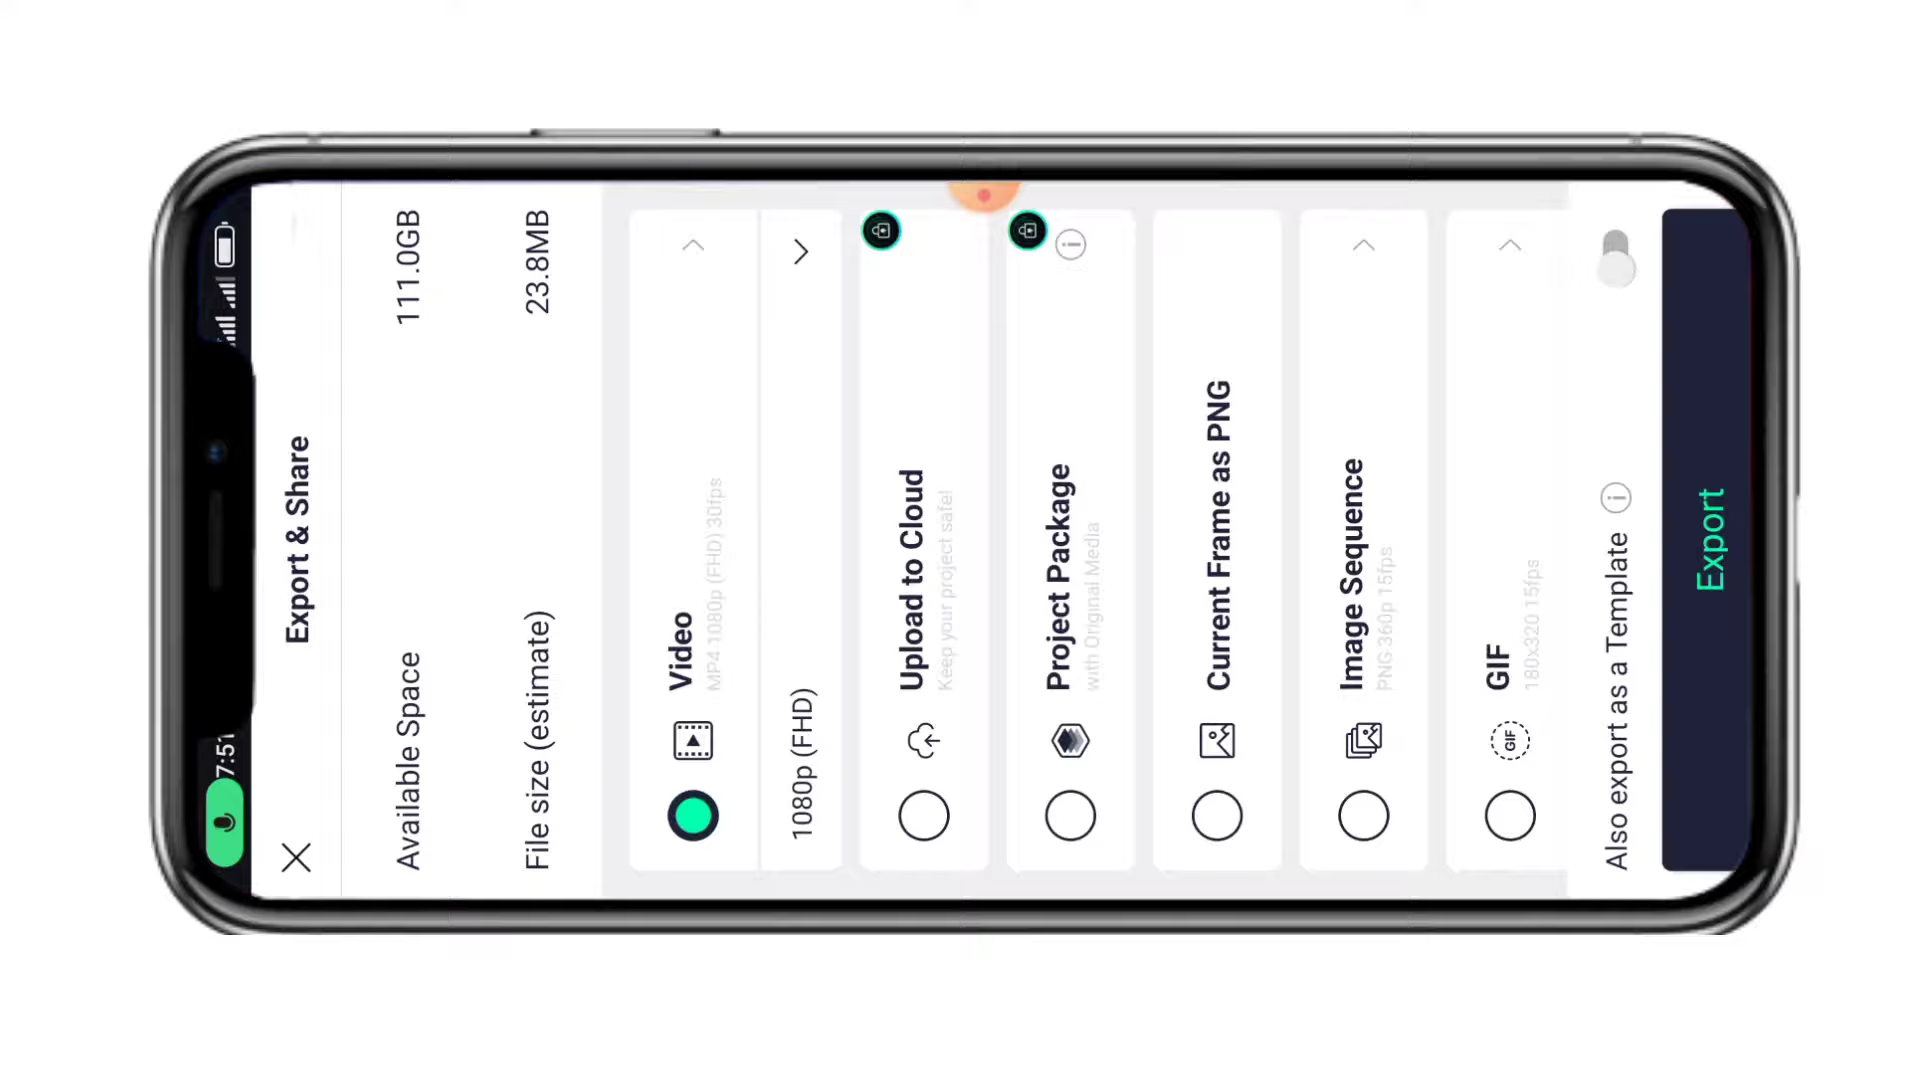 7:51
Export & Share
Available Space 111.0GB
File size (estimate) 23.8MB
Video
MP4 1080p (FHD) 30fps
1080p (FHD)
Upload to Cloud
Keep your project safe!
Project Package
with Original Media
Current Frame as PNG
Image Sequence
PNG 360p 15fps
GIF
GIF
180x320 15fps
Also export as a Template
Export